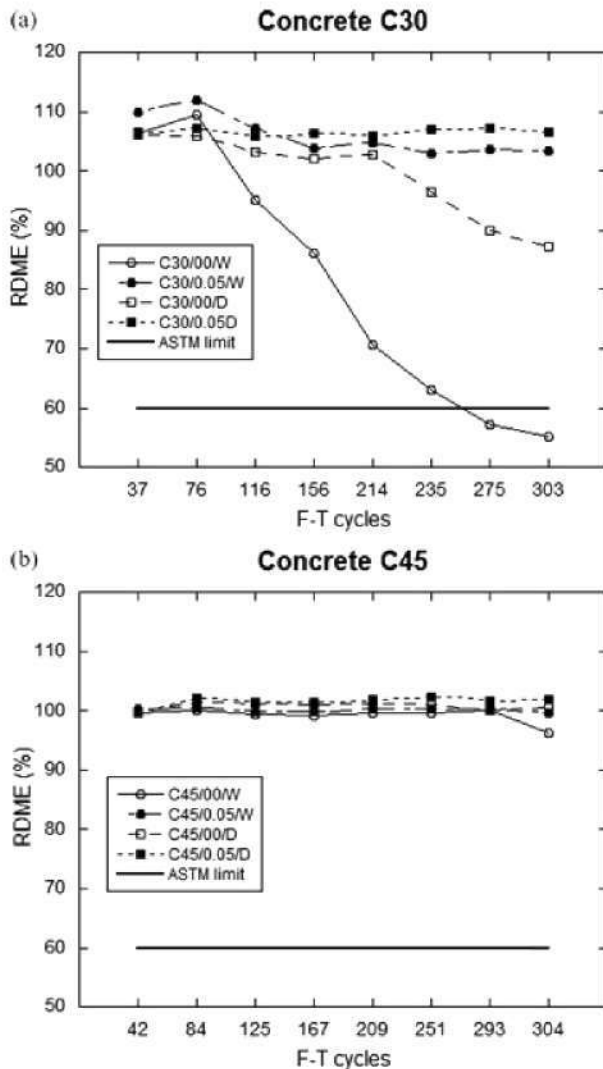 (a) Concrete C30
120
110
100
90
80
70
60
50
RDME (%)
C30/00/W
C30/0.05/W
C30/00/D
C30/0.05D
ASTM limit
37 76 116 156 214 235 275 303
F-T cycles
(b) Concrete C45
120
110
100
90
80
70
60
50
RDME (%)
C45/00/W
C45/0.05/W
C45/00/D
C45/0.05/D
ASTM limit
42 84 125 167 209 251 293 304
F-T cycles